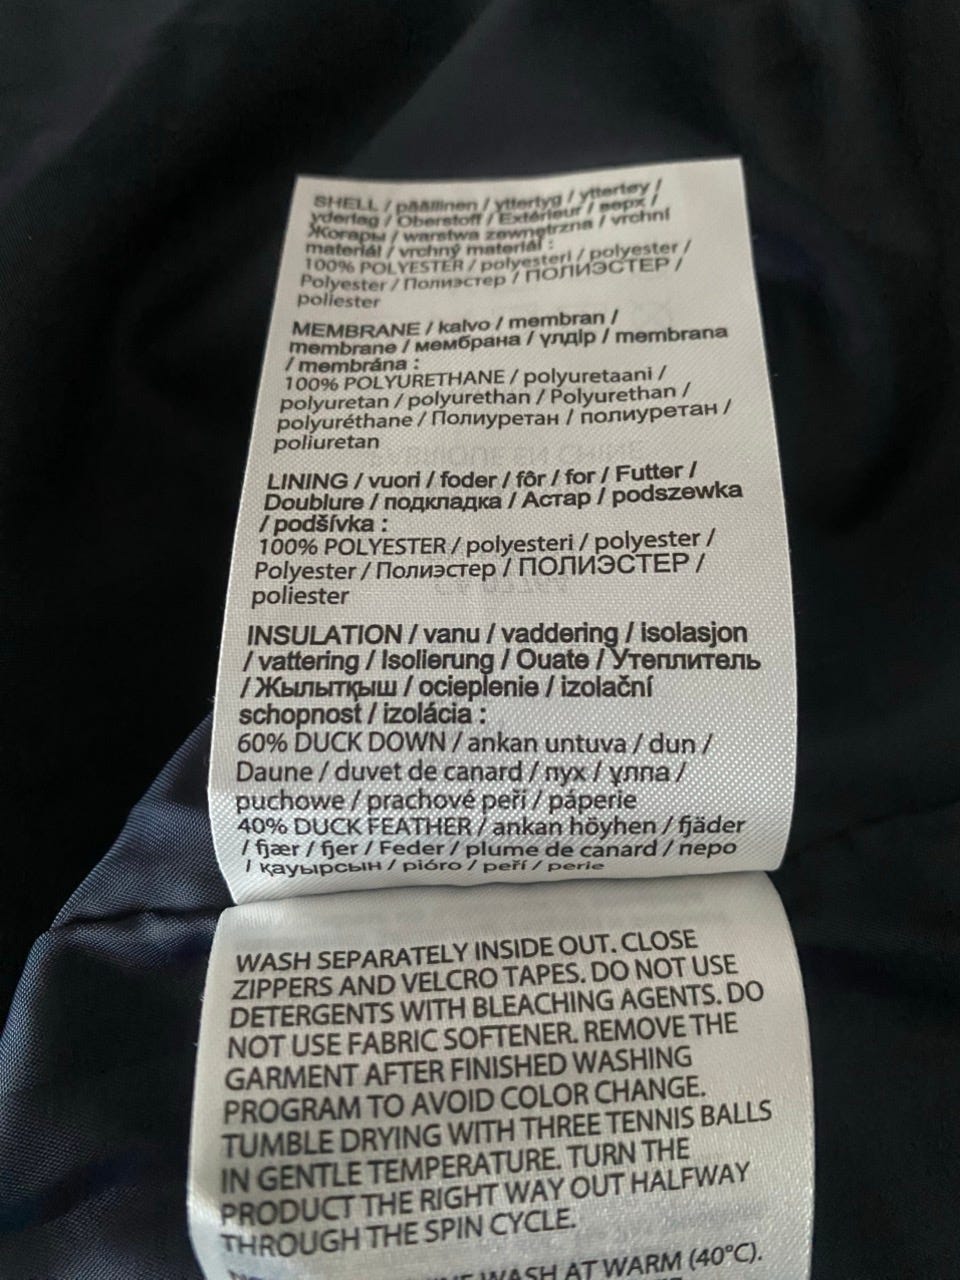 SHELL / päällinen / yttertyg / yttertøy /
yderlag / Oberstoff / Extérieur / верх /
Жоғары / warstwa zewnętrzna / vrchní
materiál / vrchný materiál :
100% POLYESTER / polyesteri / polyester /
Polyester / Полиэстер / ПОЛИЭСТЕР /
poliester
MEMBRANE / kalvo / membran /
membrane / мембрана / үлдір / membrana
/ membrána :
100% POLYURETHANE / polyuretaani /
polyuretan / polyurethan / Polyurethan /
polyuréthane / Полиуретан / полиуретан /
poliuretan
LINING / vuori / foder / fôr / for / Futter /
Doublure / подкладка / Астар / podszewka
/ podšívka :
100% POLYESTER / polyesteri / polyester /
Polyester / Полиэстер / ПОЛИЭСТЕР /
poliester
INSULATION / vanu / vaddering / isolasjon
/ vattering / Isolierung / Ouate / Утеплитель
/ Жылытқыш / ocieplenie / izolační
schopnost / izolácia :
60% DUCK DOWN / ankan untuva / dun /
Daune / duvet de canard / пух / үлпа /
puchowe / prachové peří / páperie
40% DUCK FEATHER / ankan höyhen / fjäder
/ fjær / fjer / Feder / plume de canard / перо
/ қауырсын / pióro / peří / perie
WASH SEPARATELY INSIDE OUT. CLOSE
ZIPPERS AND VELCRO TAPES. DO NOT USE
DETERGENTS WITH BLEACHING AGENTS. DO
NOT USE FABRIC SOFTENER. REMOVE THE
GARMENT AFTER FINISHED WASHING
PROGRAM TO AVOID COLOR CHANGE.
TUMBLE DRYING WITH THREE TENNIS BALLS
IN GENTLE TEMPERATURE. TURN THE
PRODUCT THE RIGHT WAY OUT HALFWAY
THROUGH THE SPIN CYCLE.
WASH AT WARM (40°C).